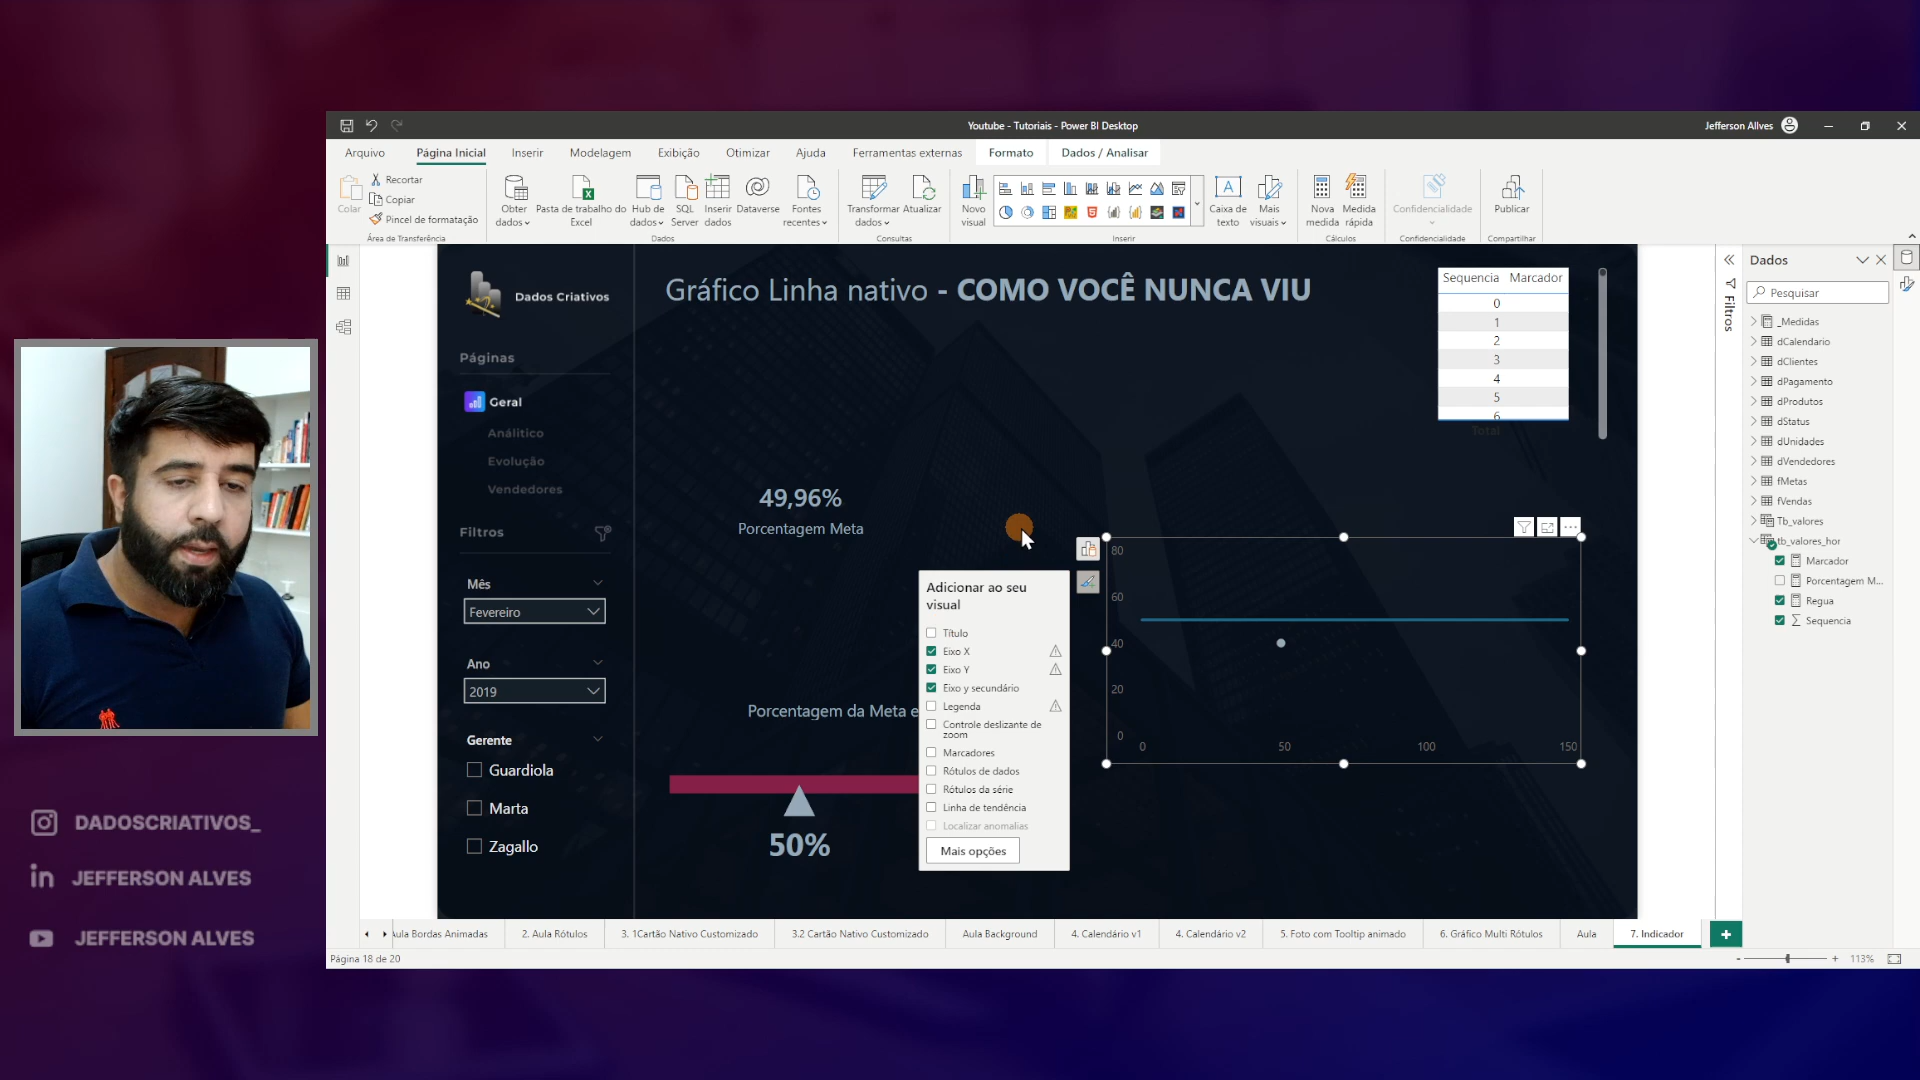 Youtube - Tutoriais - Power BI Desktop
Jefferson Allves
Arquivo
Página Inicial
Inserir
Modelagem
Exibição
Otimizar
Ajuda
Ferramentas externas
Formato
Dados / Analisar
Colar
Recortar
Copiar
Pincel de formatação
Área de Transferência
Obter dados
Pasta de trabalho do Excel
Hub de dados
SQL Server
Inserir dados
Dataverse
Fontes recentes
Dados
Transformar dados
Atualizar
Consultas
Novo visual
Inserir
Caixa de texto
Mais visuais
Nova medida
Medida rápida
Cálculos
Confidencialidade
Confidencialidade
Publicar
Compartilhar
Dados Criativos
Páginas
Geral
Análitico
Evolução
Vendedores
Filtros
Mês
Fevereiro
Ano
2019
Gerente
Guardiola
Marta
Zagallo
Gráfico Linha nativo - COMO VOCÊ NUNCA VIU
Sequencia Marcador
0
1
2
3
4
5
6
Total
49,96%
Porcentagem Meta
Porcentagem da Meta e
50%
Adicionar ao seu visual
Título
Eixo X
Eixo Y
Eixo y secundário
Legenda
Controle deslizante de zoom
Marcadores
Rótulos de dados
Rótulos da série
Linha de tendência
Localizar anomalias
Mais opções
80
60
40
20
0
0 50 100 150
Filtros
Dados
Pesquisar
_Medidas
dCalendario
dClientes
dPagamento
dProdutos
dStatus
dUnidades
dVendedores
fMetas
fVendas
Tb_valores
tb_valores_hor
Marcador
Porcentagem M...
Regua
Sequencia
ula Bordas Animadas
2. Aula Rótulos
3. 1Cartão Nativo Customizado
3.2 Cartão Nativo Customizado
Aula Background
4. Calendário v1
4. Calendário v2
5. Foto com Tooltip animado
6. Gráfico Multi Rótulos
Aula
7. Indicador
Página 18 de 20
- + 113%
DADOSCRIATIVOS_
JEFFERSON ALVES
JEFFERSON ALVES